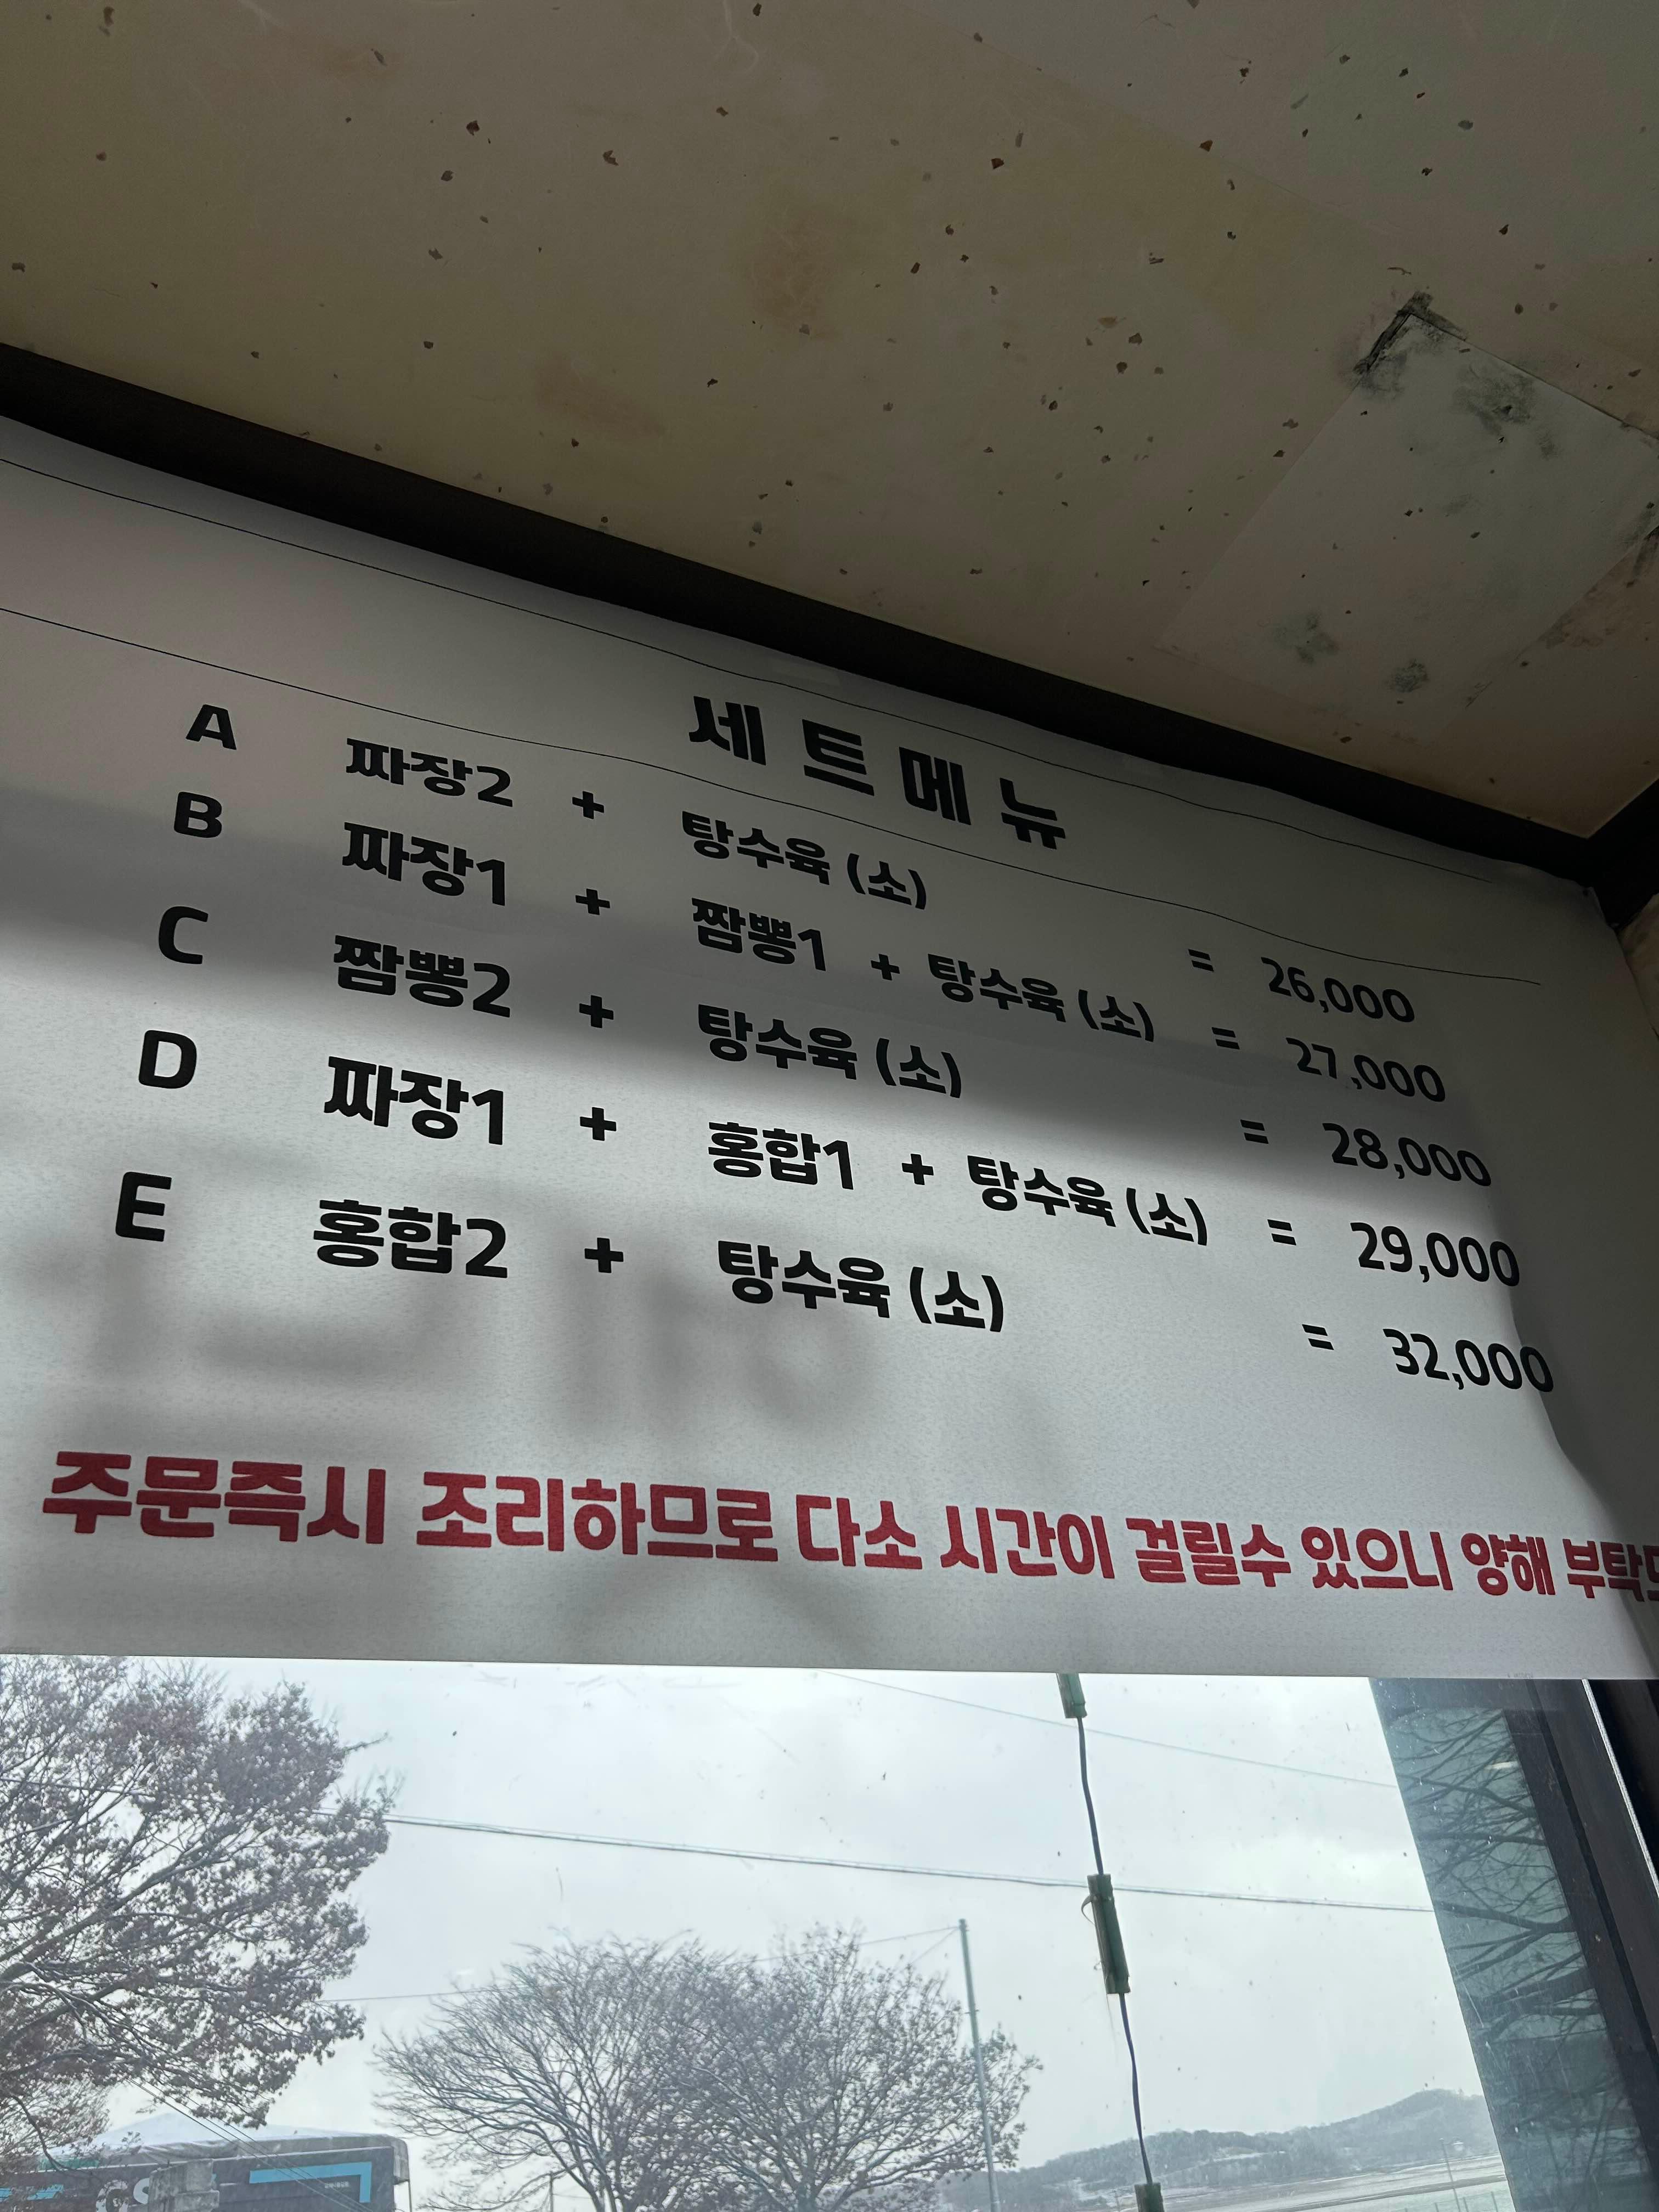 세트메뉴
A 짜장2 + 탕수육 (소) = 26,000
B 짜장1 + 짬뽕1 + 탕수육 (소) = 27,000
C 짬뽕2 + 탕수육 (소) = 28,000
D 짜장1 + 홍합1 + 탕수육 (소) = 29,000
E 홍합2 + 탕수육 (소) = 32,000
주문즉시 조리하므로 다소 시간이 걸릴수 있으니 양해 부탁